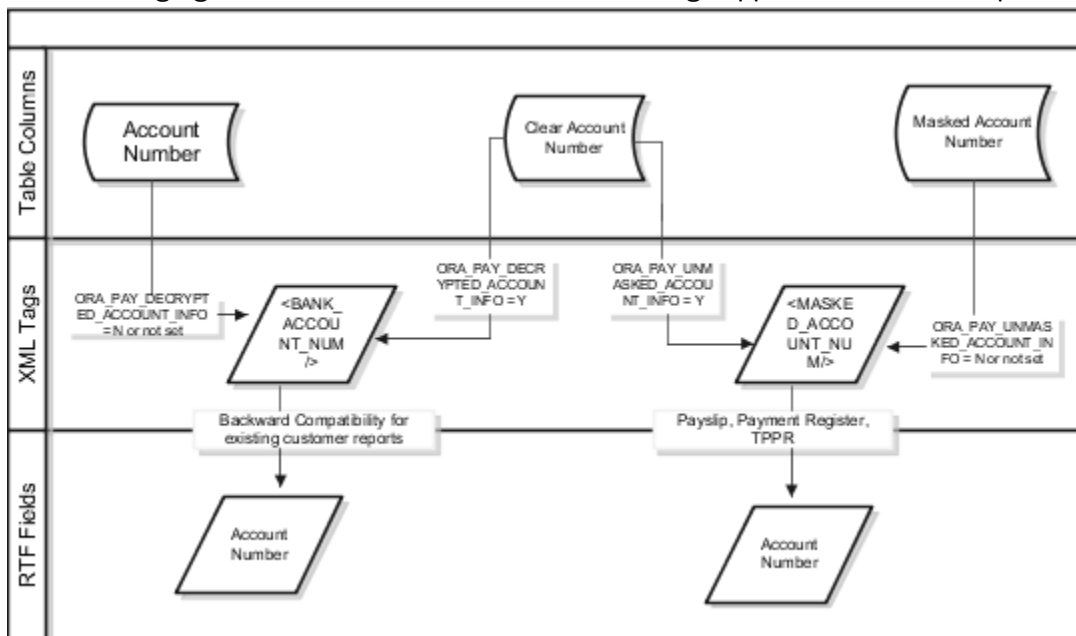 Table Columns
Account
Number
Clear Account
Number
Masked Account
Number
XML Tags
ORA_PAY_DECRYPT
ED_ACCOUNT_INFO
= N or not set
<BANK_
ACCOU
NT_NUM
/>
ORA_PAY_DECR
YPTED_ACCOUN
T_INFO = Y
ORA_PAY_UNM
ASKED_ACCOU
NT_INFO = Y
<MASKE
D_ACCO
UNT_NU
M/>
ORA_PAY_UNMAS
KED_ACCOUNT_IN
FO = N or not set
Backward Compatibility for
existing customer reports
Payslip, Payment Register,
TPPR
RTF Fields
Account
Number
Account
Number